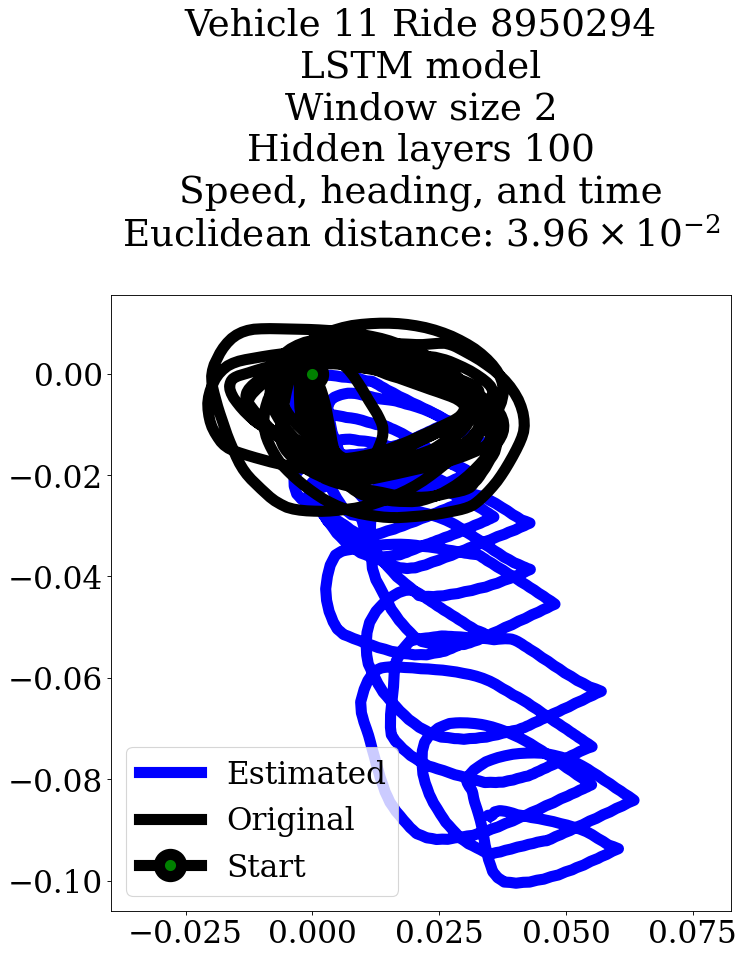 Vehicle 11 Ride 8950294
LSTM model
Window size 2
Hidden layers 100
Speed, heading, and time
Euclidean distance: 3.96 × 10⁻²
0.00
−0.02
−0.04
−0.06
−0.08
−0.10
Estimated
Original
Start
−0.025 0.000 0.025 0.050 0.075